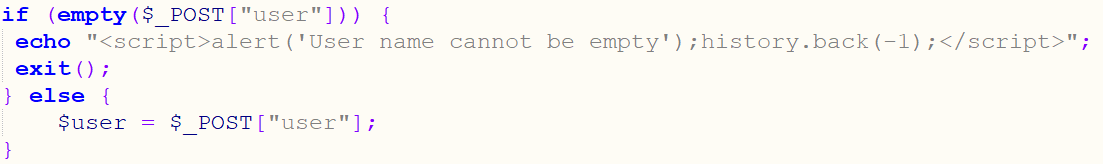 if (empty($_POST["user"])) {
 echo "<script>alert('User name cannot be empty');history.back(-1);</script>";
 exit();
} else {
    $user = $_POST["user"];
}